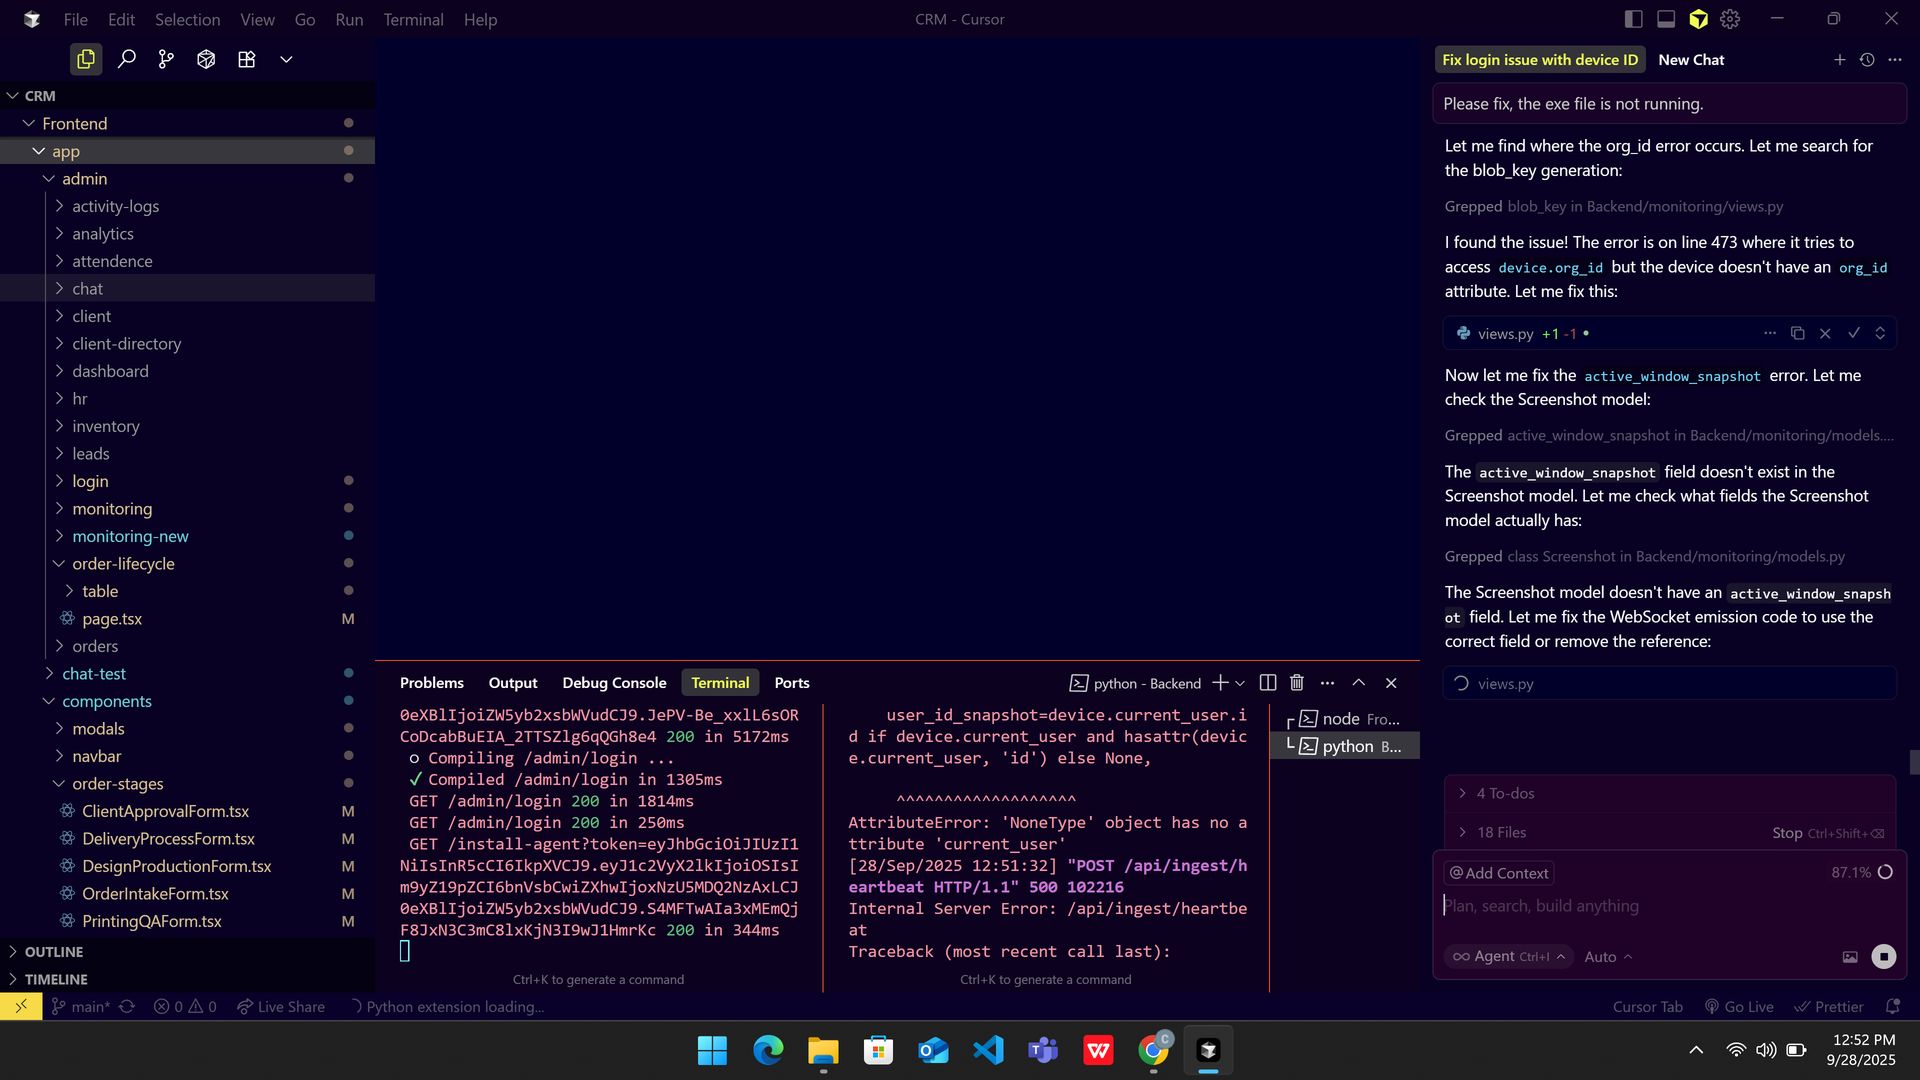 File Edit Selection View Go Run Terminal Help
CRM - Cursor
CRM
Frontend
app
admin
activity-logs
analytics
attendence
chat
client
client-directory
dashboard
hr
inventory
leads
login
monitoring
monitoring-new
order-lifecycle
table
page.tsx M
orders
chat-test
components
modals
navbar
order-stages
ClientApprovalForm.tsx M
DeliveryProcessForm.tsx M
DesignProductionForm.tsx M
OrderIntakeForm.tsx M
PrintingQAForm.tsx M
OUTLINE
TIMELINE
Problems Output Debug Console Terminal Ports
python - Backend
0eXBlIjoiZW5yb2xsbWVudCJ9.JePV-Be_xxlL6sOR
CoDcabBuEIA_2TTSZlg6qQGh8e4 200 in 5172ms
○ Compiling /admin/login ...
✓ Compiled /admin/login in 1305ms
GET /admin/login 200 in 1814ms
GET /admin/login 200 in 250ms
GET /install-agent?token=eyJhbGciOiJIUzI1
NiIsInR5cCI6IkpXVCJ9.eyJ1c2VyX2lkIjoiOSIsI
m9yZ19pZCI6bnVsbCwiZXhwIjoxNzU5MDQ2NzAxLCJ
0eXBlIjoiZW5yb2xsbWVudCJ9.S4MFTwAIa3xMEmQj
F8JxN3C3mC8lxKjN3I9wJ1HmrKc 200 in 344ms
Ctrl+K to generate a command
user_id_snapshot=device.current_user.i
d if device.current_user and hasattr(devic
e.current_user, 'id') else None,
^^^^^^^^^^^^^^^^^^^
AttributeError: 'NoneType' object has no a
ttribute 'current_user'
[28/Sep/2025 12:51:32] "POST /api/ingest/h
eartbeat HTTP/1.1" 500 102216
Internal Server Error: /api/ingest/heartbe
at
Traceback (most recent call last):
Ctrl+K to generate a command
node Fro...
python B...
Fix login issue with device ID New Chat
Please fix, the exe file is not running.
Let me find where the org_id error occurs. Let me search for
the blob_key generation:
Grepped blob_key in Backend/monitoring/views.py
I found the issue! The error is on line 473 where it tries to
access device.org_id but the device doesn't have an org_id
attribute. Let me fix this:
views.py +1 -1
Now let me fix the active_window_snapshot error. Let me
check the Screenshot model:
Grepped active_window_snapshot in Backend/monitoring/models....
The active_window_snapshot field doesn't exist in the
Screenshot model. Let me check what fields the Screenshot
model actually has:
Grepped class Screenshot in Backend/monitoring/models.py
The Screenshot model doesn't have an active_window_snapsh
ot field. Let me fix the WebSocket emission code to use the
correct field or remove the reference:
views.py
4 To-dos
18 Files Stop Ctrl+Shift+⌫
@ Add Context 87.1%
Plan, search, build anything
Agent Ctrl+I Auto
main* 0 0 Live Share Python extension loading...
Cursor Tab Go Live Prettier
12:52 PM
9/28/2025